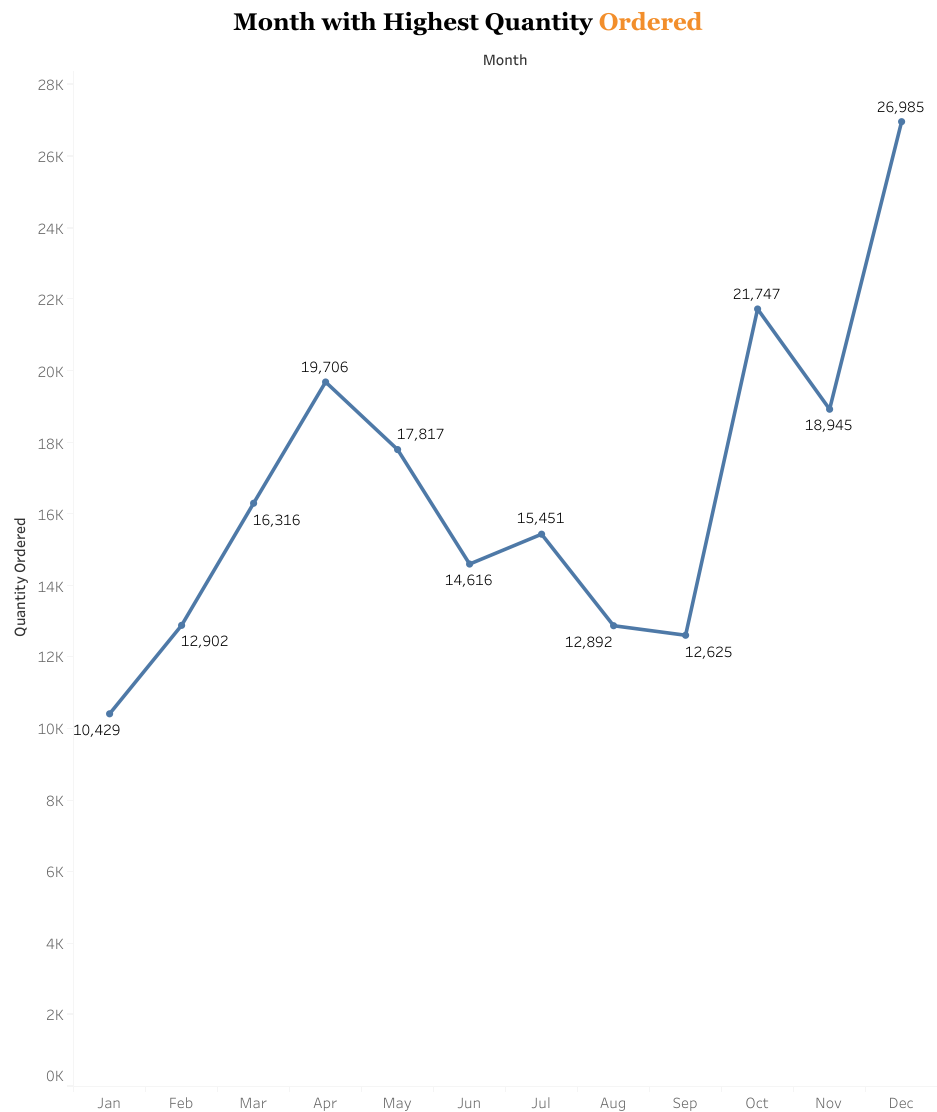 Month with Highest Quantity Ordered
Month
28K
26,985
26K
24K
22K
21,747
20K
19,706
18K
17,817
18,945
16K
16,316
15,451
Quantity Ordered
14K
14,616
12K
12,902
12,892
12,625
10K
10,429
8K
6K
4K
2K
0K
Jan Feb Mar Apr May Jun Jul Aug Sep Oct Nov Dec